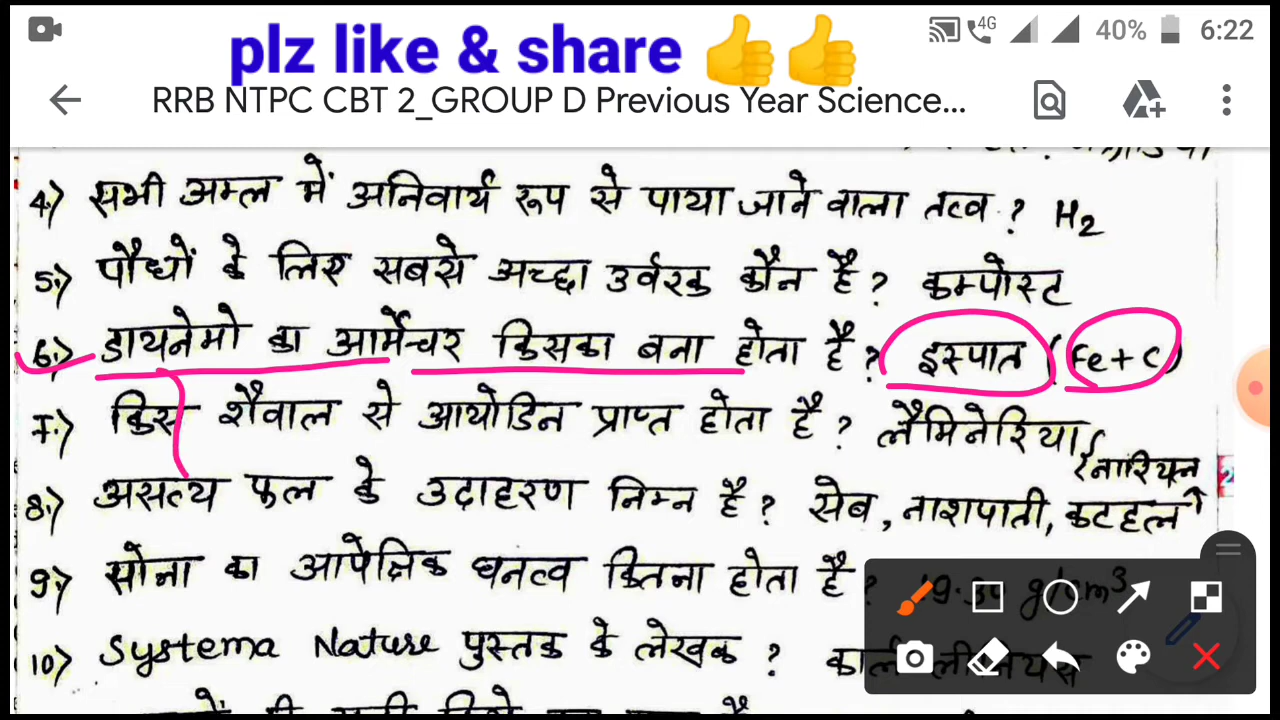 plz like & share 👍👍
4G 40% 6:22
RRB NTPC CBT 2_GROUP D Previous Year Science...
4.) सभी अम्ल में अनिवार्य रूप से पाया जाने वाला तत्व ? H2
5.) पौधों के लिए सबसे अच्छा उर्वरक कौन है ? कम्पोस्ट
6.) डायनेमो का आर्मेचर किसका बना होता है ? इस्पात (Fe+C)
7.) किस शैवाल से आयोडिन प्राप्त होता है ? लैमिनेरिया
नारियल
8.) असत्य फल के उदाहरण निम्न है ? सेब, नाशपाती, कटहल
9.) सोना का आपेक्षिक घनत्व कितना होता है ? g/cm3
10) Systema Nature पुस्तक के लेखक ? कार्ल